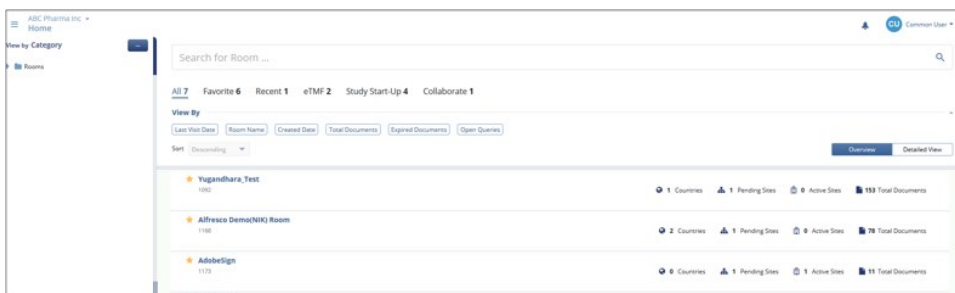 ABC Pharma Inc
Home
CU Common User
View by Category
Rooms
Search for Room ...
All 7 Favorite 6 Recent 1 eTMF 2 Study Start-Up 4 Collaborate 1
View By
Last Visit Date Room Name Created Date Total Documents Expired Documents Open Queries
Sort Descending
Overview Detailed View
Yugandhara_Test
1 Countries 1 Pending Sites 0 Active Sites 153 Total Documents
Alfresco Demo(NIK) Room
2 Countries 1 Pending Sites 0 Active Sites 78 Total Documents
AdobeSign
1173
0 Countries 1 Pending Sites 1 Active Sites 11 Total Documents